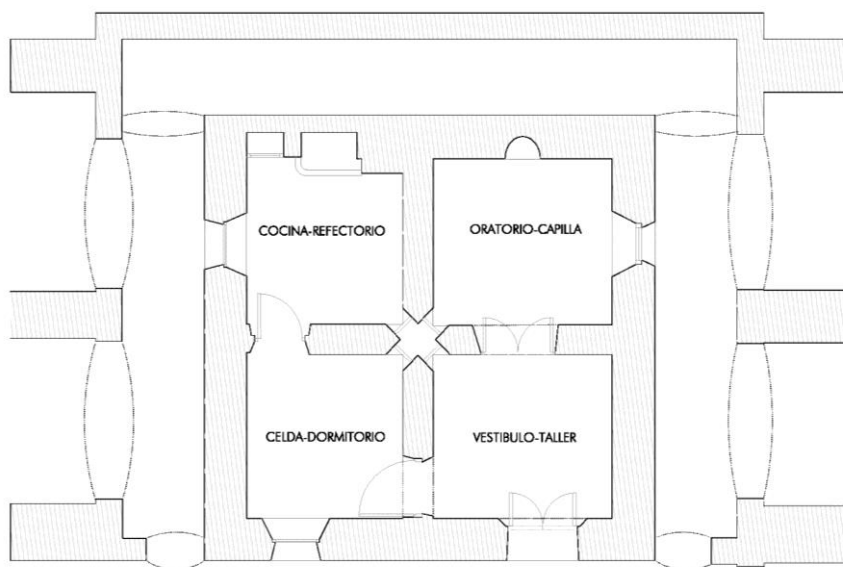 COCINA-REFECTORIO
ORATORIO-CAPILLA
CELDA-DORMITORIO
VESTIBULO-TALLER